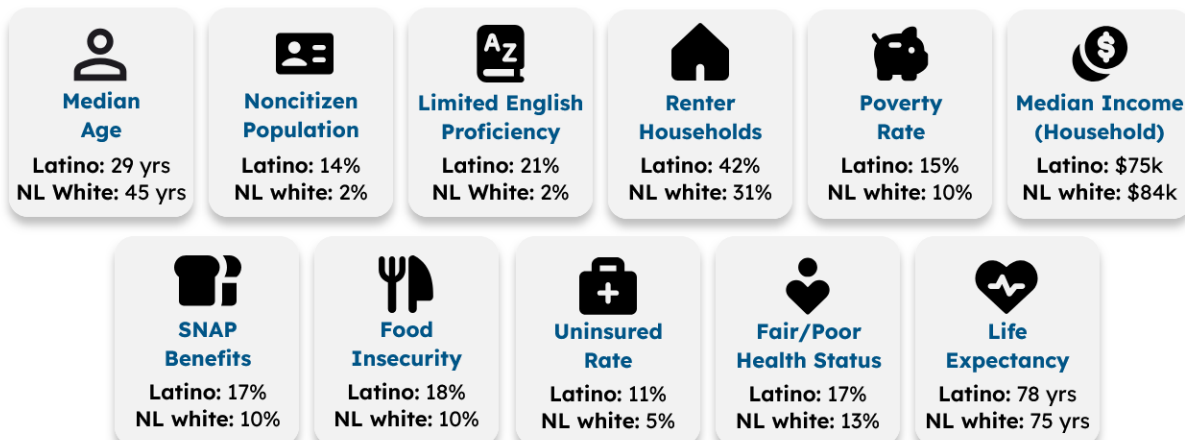 AZ
Median
Age
Latino: 29 yrs
NL White: 45 yrs
Noncitizen
Population
Latino: 14%
NL white: 2%
Limited English
Proficiency
Latino: 21%
NL White: 2%
Renter
Households
Latino: 42%
NL white: 31%
Poverty
Rate
Latino: 15%
NL white: 10%
$
Median Income
(Household)
Latino: $75k
NL white: $84k
SNAP
Benefits
Latino: 17%
NL white: 10%
Food
Insecurity
Latino: 18%
NL white: 10%
Uninsured
Rate
Latino: 11%
NL white: 5%
Fair/Poor
Health Status
Latino: 17%
NL white: 13%
Life
Expectancy
Latino: 78 yrs
NL white: 75 yrs